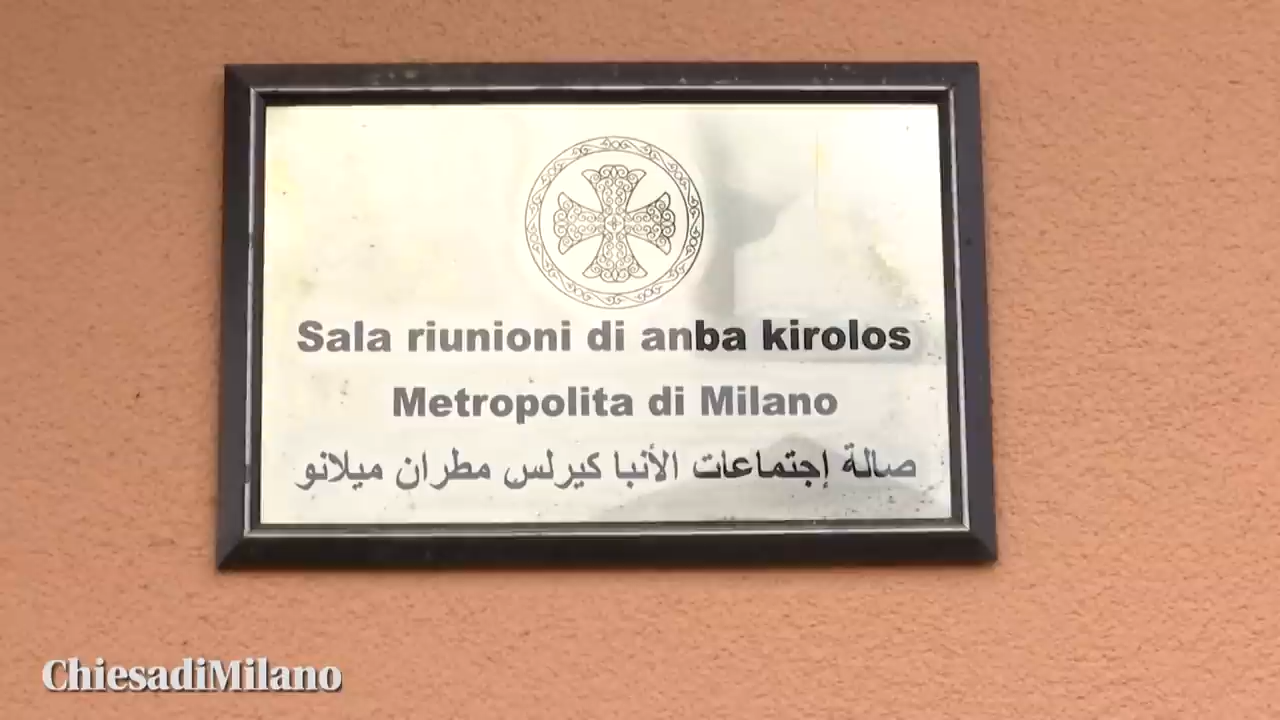 Sala riunioni di anba kirolos
Metropolita di Milano
صالة إجتماعات الأنبا كيرلس مطران ميلانو
ChiesadiMilano